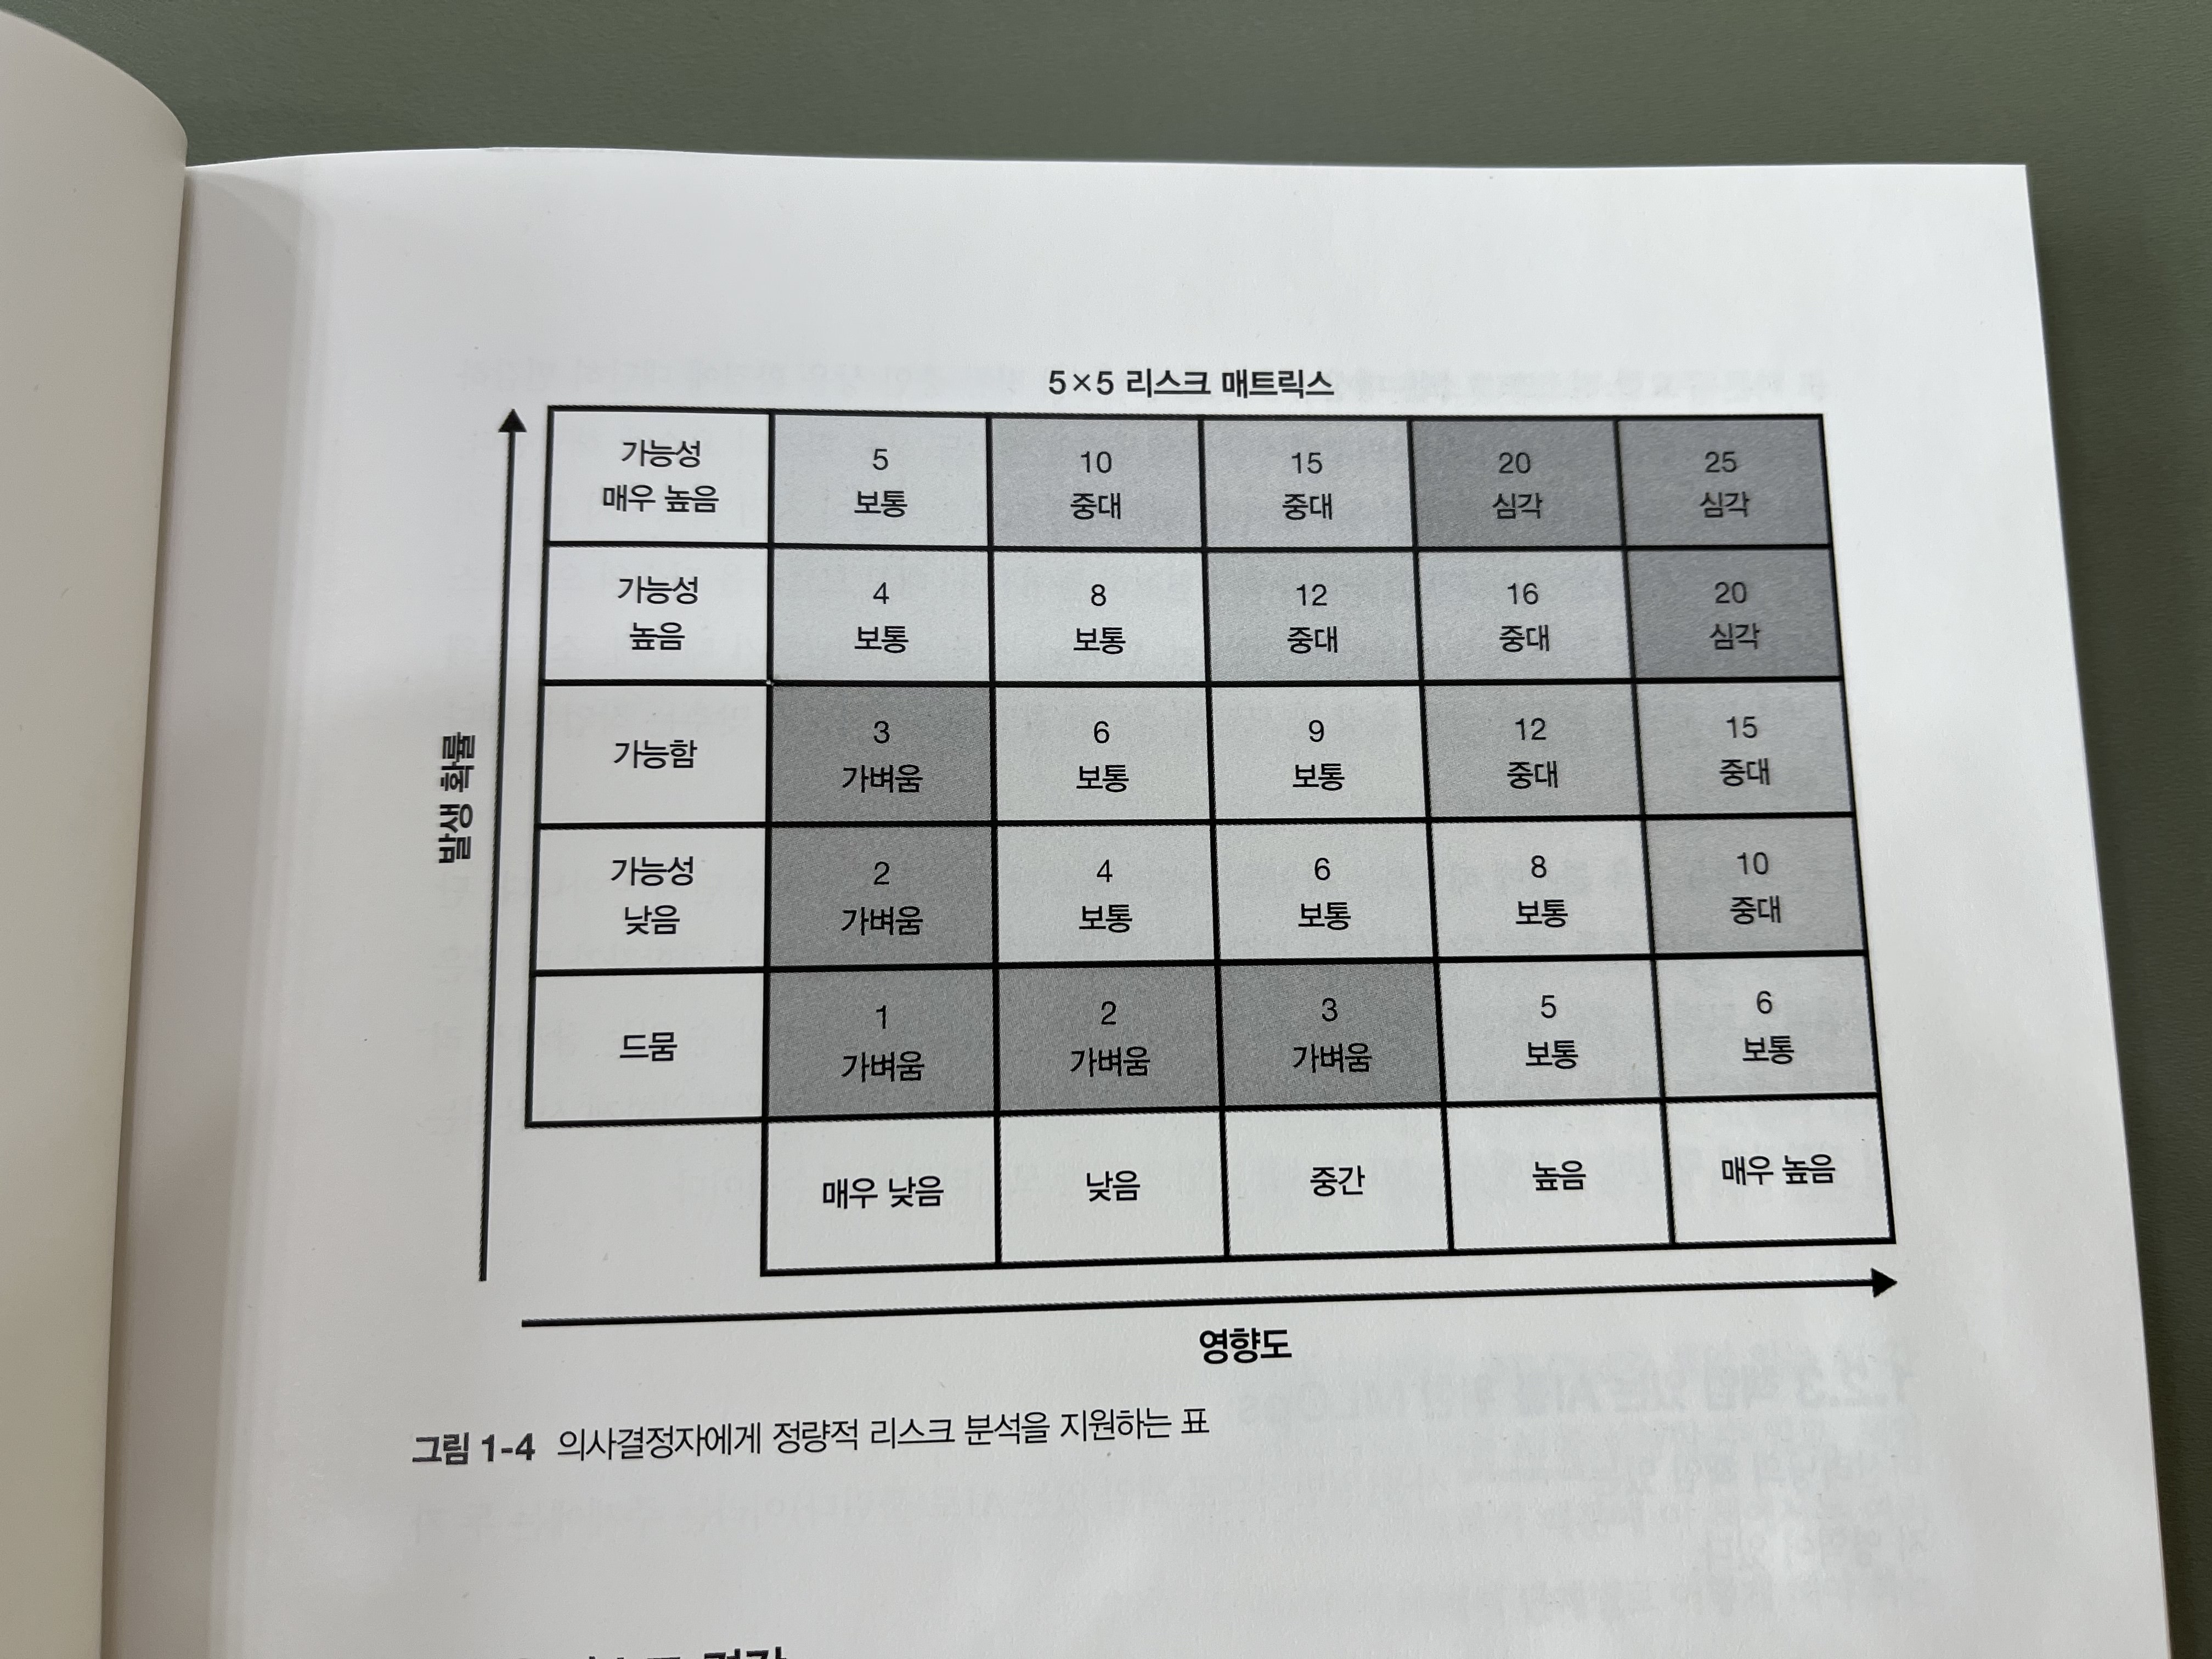 5×5 리스크 매트릭스
발생 확률
가능성
매우 높음
5
보통
10
중대
15
중대
20
심각
25
심각
가능성
높음
4
보통
8
보통
12
중대
16
중대
20
심각
가능함
3
가벼움
6
보통
9
보통
12
중대
15
중대
가능성
낮음
2
가벼움
4
보통
6
보통
8
보통
10
중대
드뭄
1
가벼움
2
가벼움
3
가벼움
5
보통
6
보통
매우 낮음
낮음
중간
높음
매우 높음
영향도
그림 1-4 의사결정자에게 정량적 리스크 분석을 지원하는 표